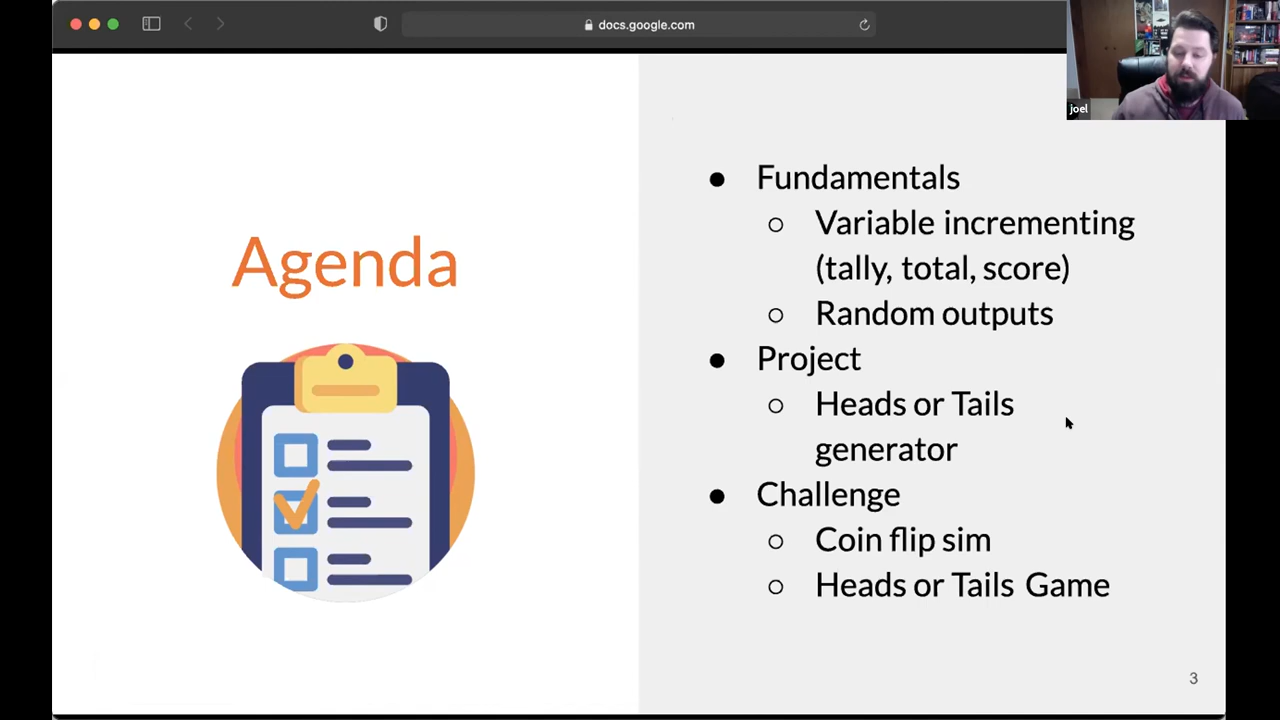 docs.google.com
joel
Agenda
● Fundamentals
○ Variable incrementing
(tally, total, score)
○ Random outputs
● Project
○ Heads or Tails
generator
● Challenge
○ Coin flip sim
○ Heads or Tails Game
3